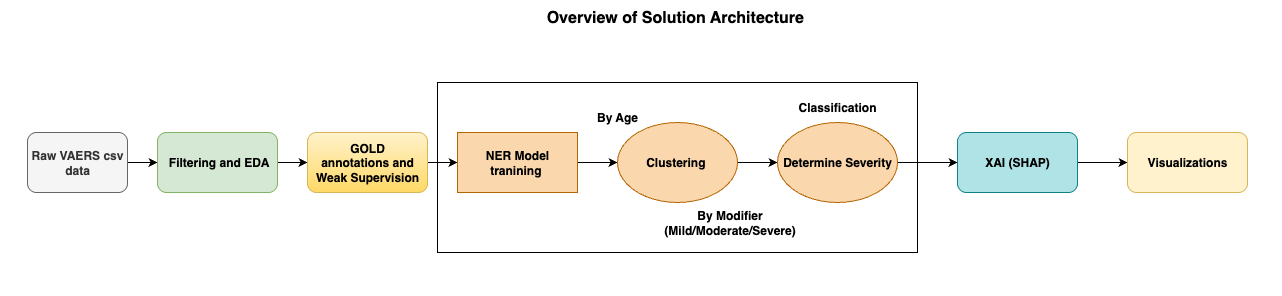 Overview of Solution Architecture
Raw VAERS csv
data
Filtering and EDA
GOLD
annotations and
Weak Supervision
NER Model
tranining
By Age
Clustering
By Modifier
(Mild/Moderate/Severe)
Classification
Determine Severity
XAI (SHAP)
Visualizations